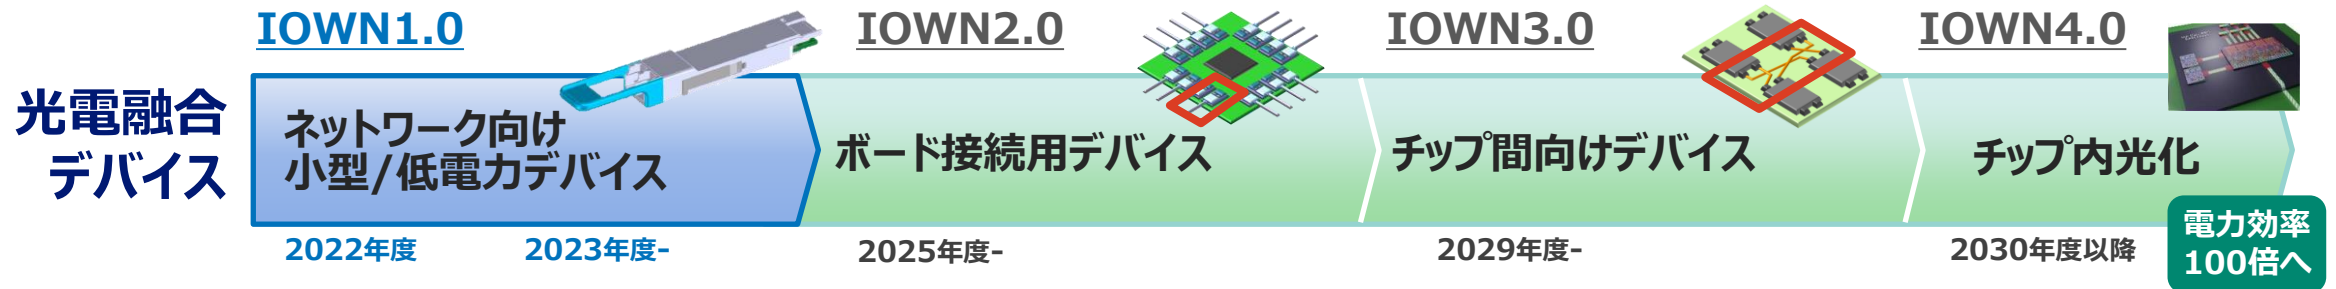 IOWN1.0
IOWN2.0
IOWN3.0
IOWN4.0
光電融合
デバイス
ネットワーク向け
小型/低電力デバイス
ボード接続用デバイス
チップ間向けデバイス
チップ内光化
2022年度
2023年度-
2025年度-
2029年度-
2030年度以降
電力効率
100倍へ